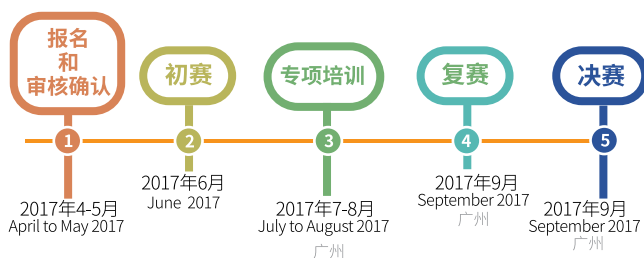 报名
和
审核确认
初赛
专项培训
复赛
决赛
1
2
3
4
5
2017年4-5月
April to May 2017
2017年6月
June 2017
2017年7-8月
July to August 2017
广州
2017年9月
September 2017
广州
2017年9月
September 2017
广州